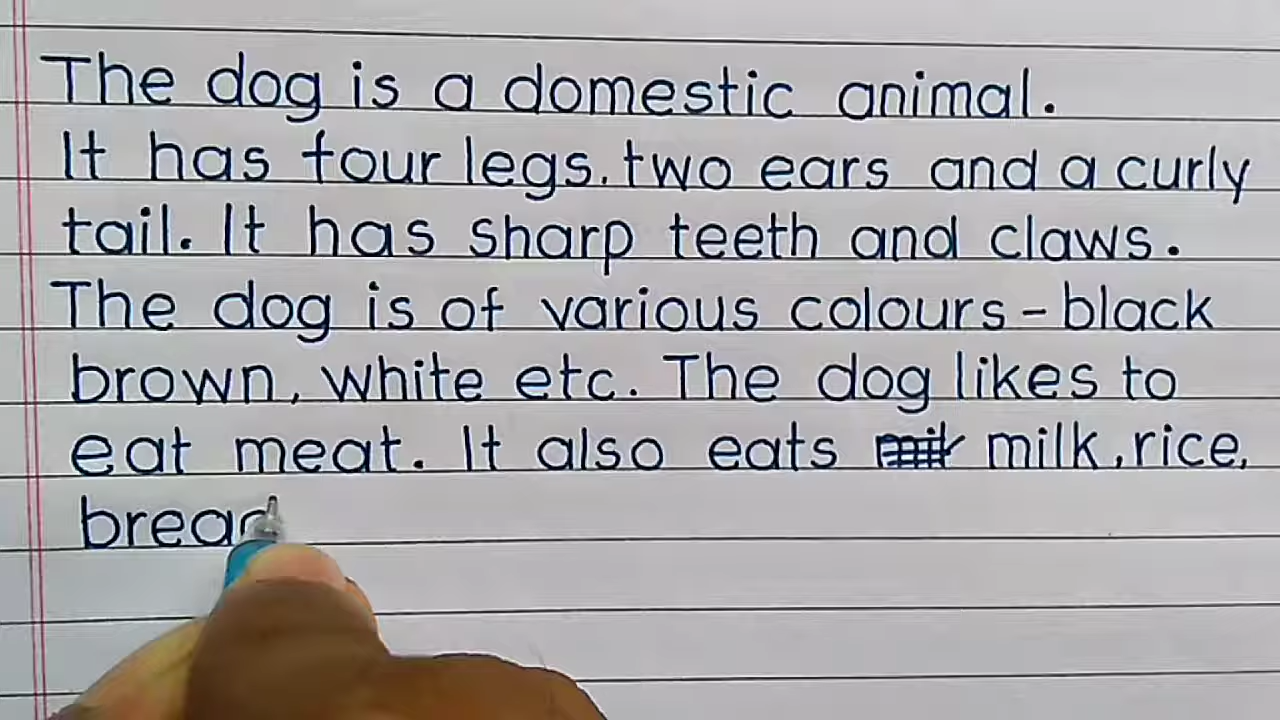 The dog is a domestic animal.
It has four legs. two ears and a curly
tail. It has sharp teeth and claws.
The dog is of various colours - black
brown, white etc. The dog likes to
eat meat. It also eats milk, rice,